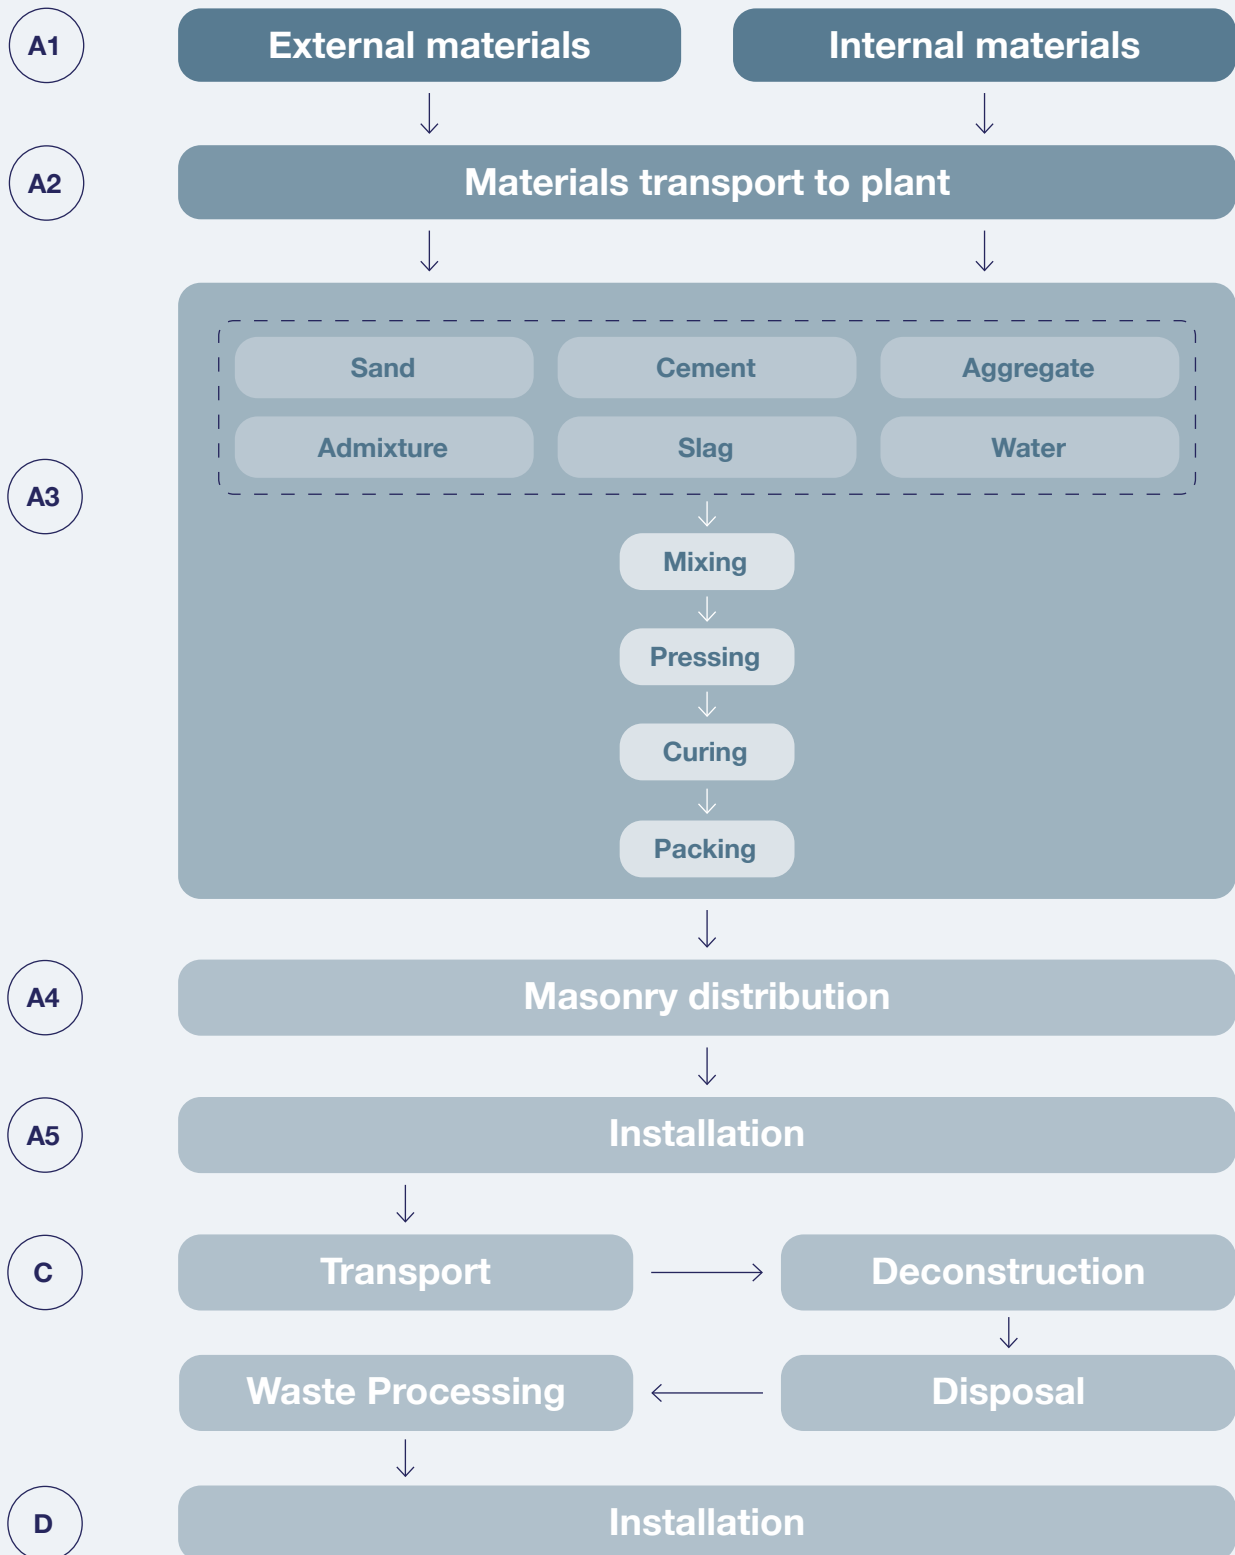 A1
External materials
Internal materials
A2
Materials transport to plant
A3
Sand
Cement
Aggregate
Admixture
Slag
Water
Mixing
Pressing
Curing
Packing
A4
Masonry distribution
A5
Installation
C
Transport
Deconstruction
Waste Processing
Disposal
D
Installation